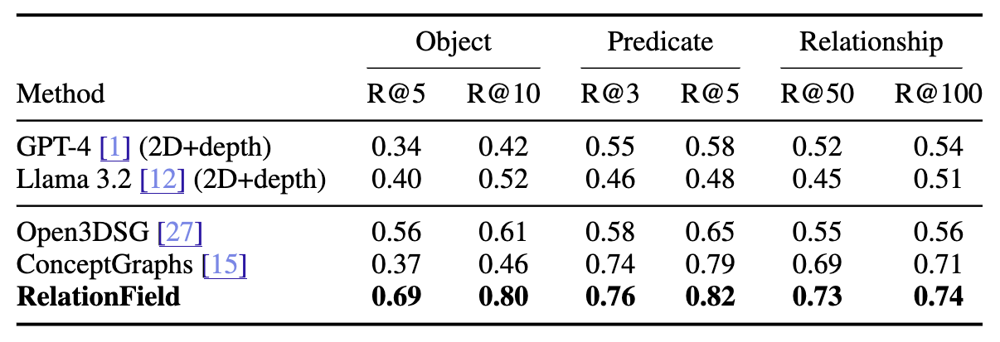 Object Predicate Relationship
Method R@5 R@10 R@3 R@5 R@50 R@100
GPT-4 [1] (2D+depth) 0.34 0.42 0.55 0.58 0.52 0.54
Llama 3.2 [12] (2D+depth) 0.40 0.52 0.46 0.48 0.45 0.51
Open3DSG [27] 0.56 0.61 0.58 0.65 0.55 0.56
ConceptGraphs [15] 0.37 0.46 0.74 0.79 0.69 0.71
RelationField 0.69 0.80 0.76 0.82 0.73 0.74